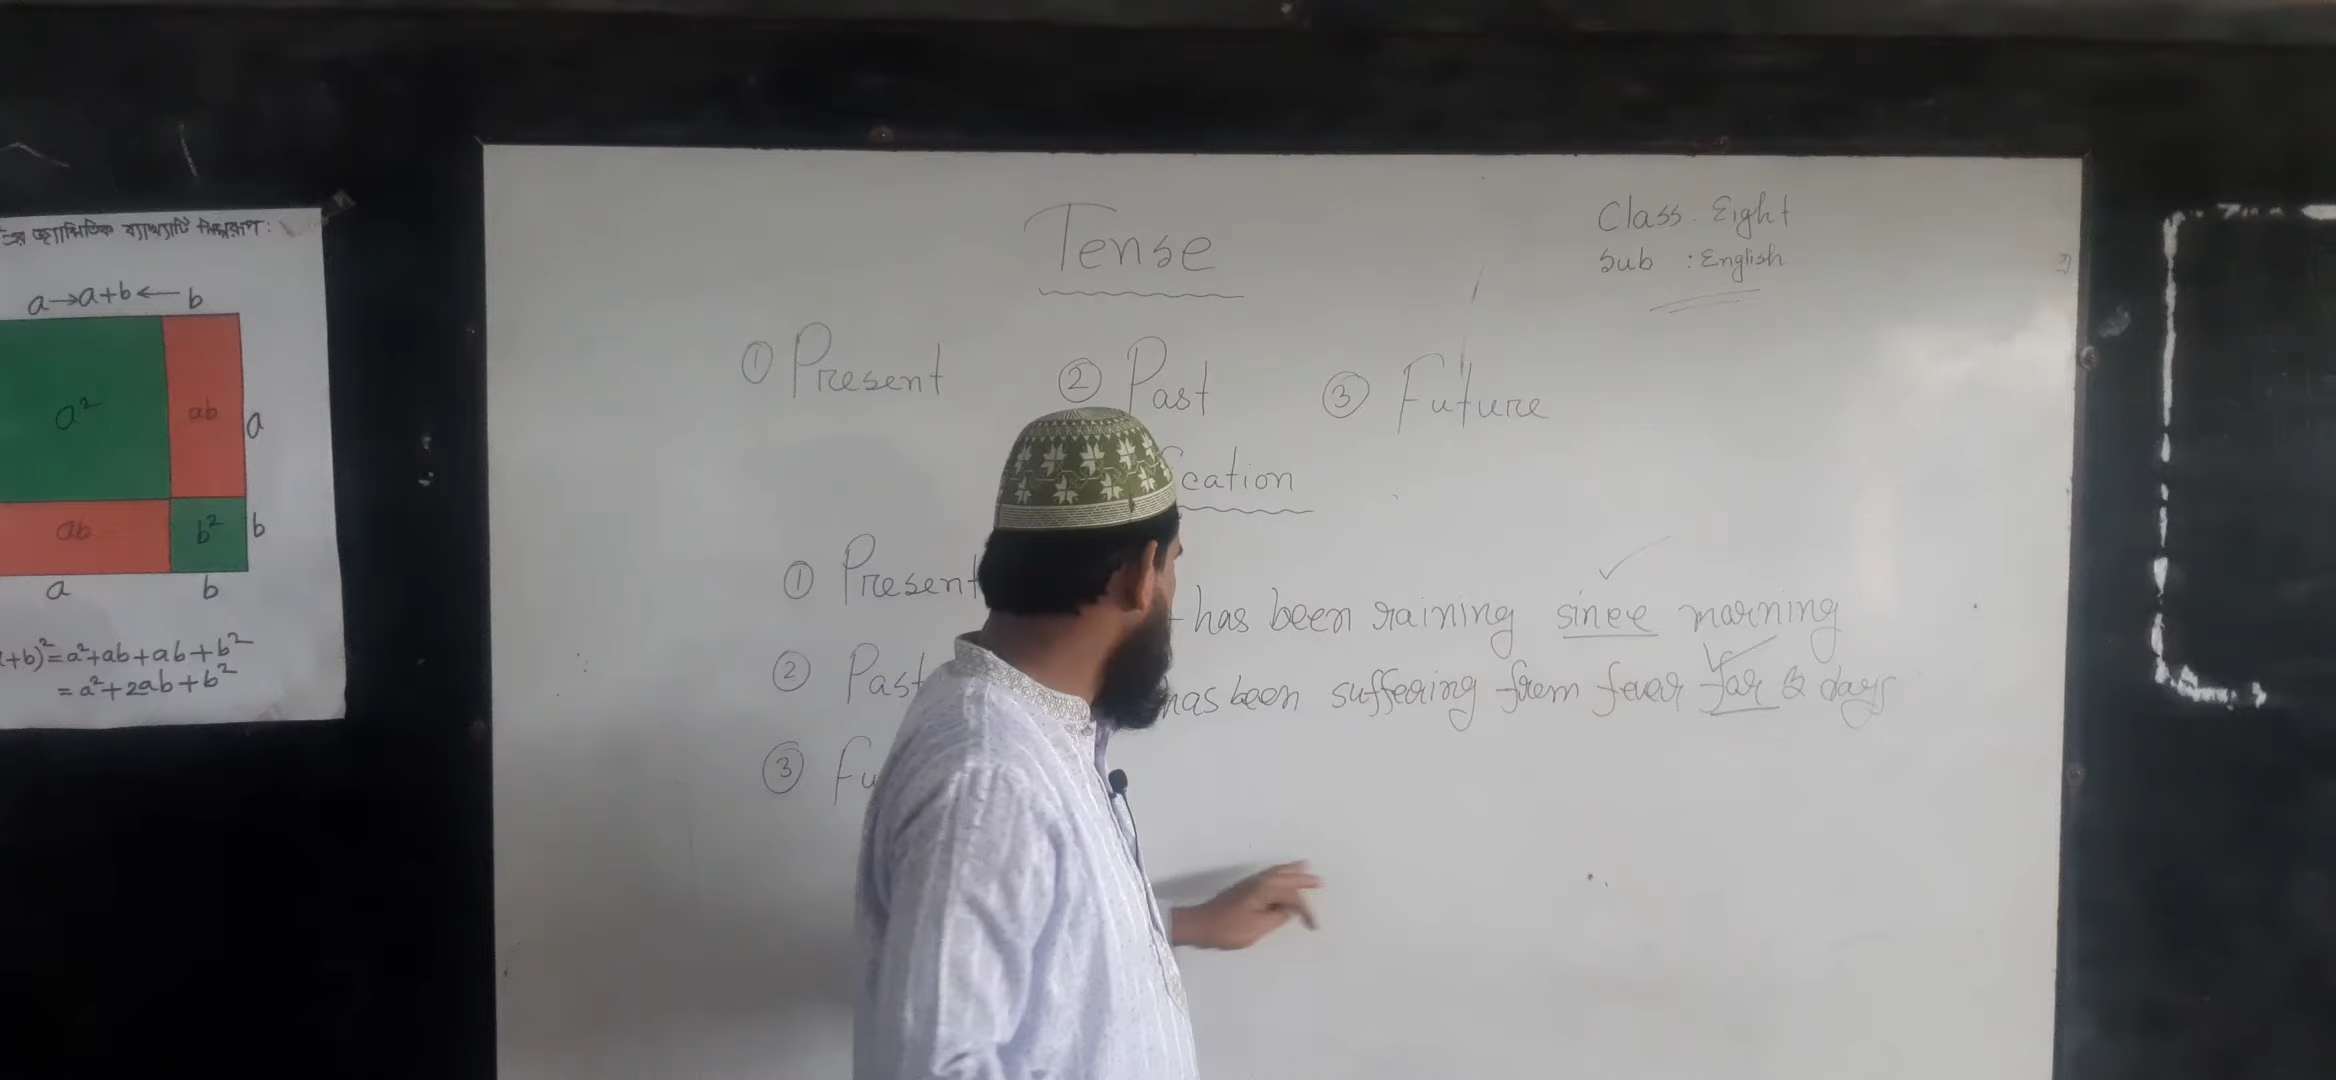 Tense
Class. Eight
Sub : English
① Present ② Past ③ Future
cation
① Present
has been raining since morning
② Past
has been suffering from fever for days
③ Fu
জ্যামিতিক ব্যাখ্যাটি নিম্নরূপ:
a→a+b← b
a² ab a
ab b² b
a b
+b)²=a²+ab+ab+b²
=a²+2ab+b²